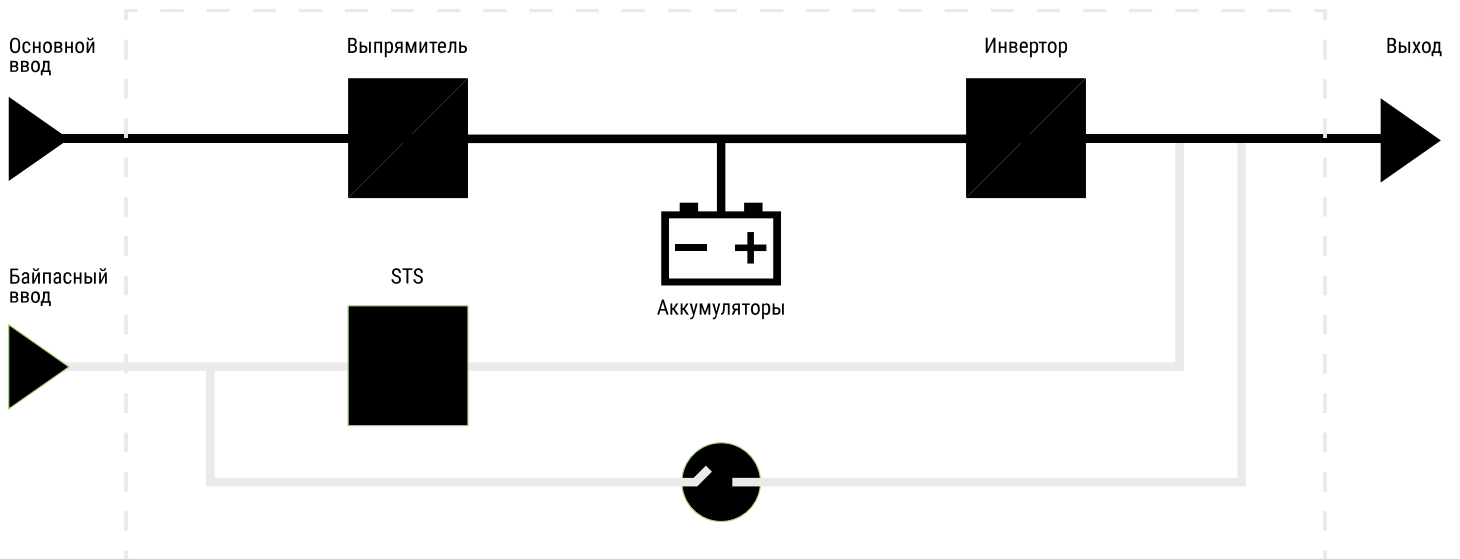 Основной
ввод
Выпрямитель
Инвертор
Выход
Байпасный
ввод
STS
Аккумуляторы